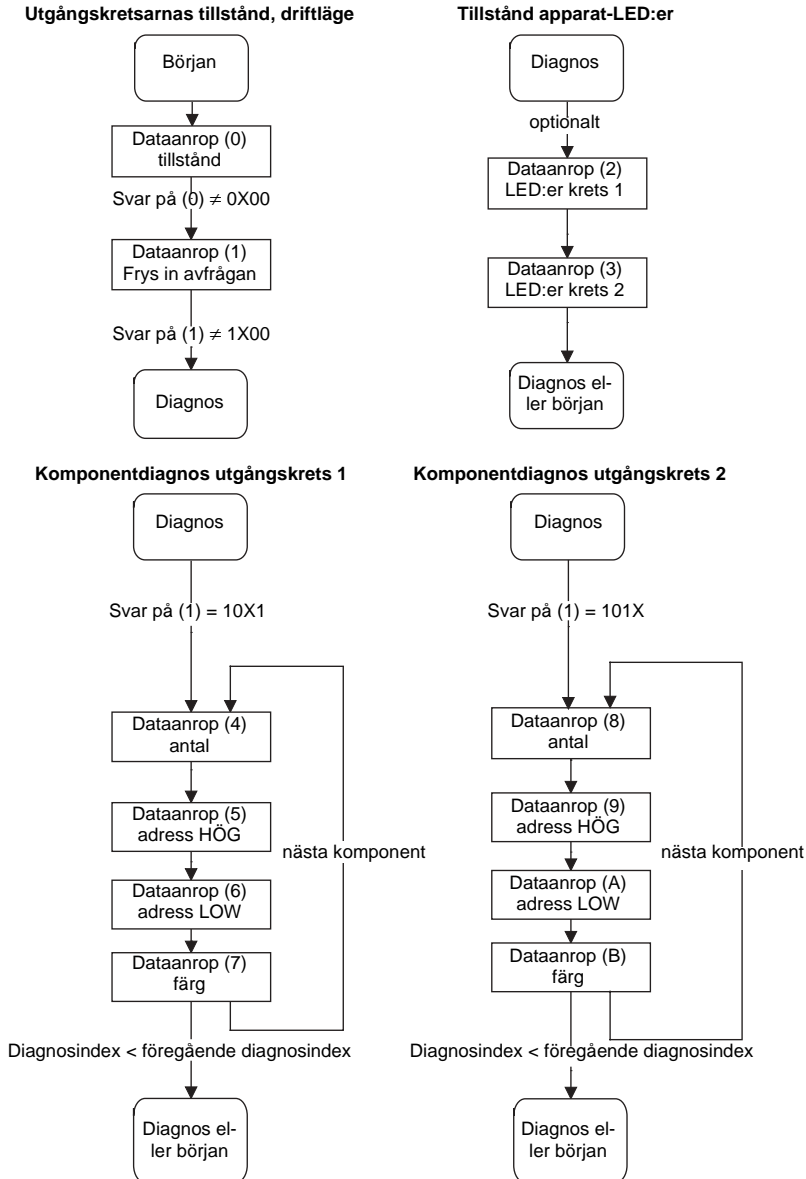 Utgångskretsarnas tillstånd, driftläge
Början
Dataanrop (0)
tillstånd
Svar på (0) ≠ 0X00
Dataanrop (1)
Frys in avfrågan
Svar på (1) ≠ 1X00
Diagnos
Tillstånd apparat-LED:er
Diagnos
optionalt
Dataanrop (2)
LED:er krets 1
Dataanrop (3)
LED:er krets 2
Diagnos el-
ler början
Komponentdiagnos utgångskrets 1
Diagnos
Svar på (1) = 10X1
Dataanrop (4)
antal
Dataanrop (5)
adress HÖG
nästa komponent
Dataanrop (6)
adress LOW
Dataanrop (7)
färg
Diagnosindex < föregående diagnosindex
Diagnos el-
ler början
Komponentdiagnos utgångskrets 2
Diagnos
Svar på (1) = 101X
Dataanrop (8)
antal
Dataanrop (9)
adress HÖG
nästa komponent
Dataanrop (A)
adress LOW
Dataanrop (B)
färg
Diagnosindex < föregående diagnosindex
Diagnos el-
ler början